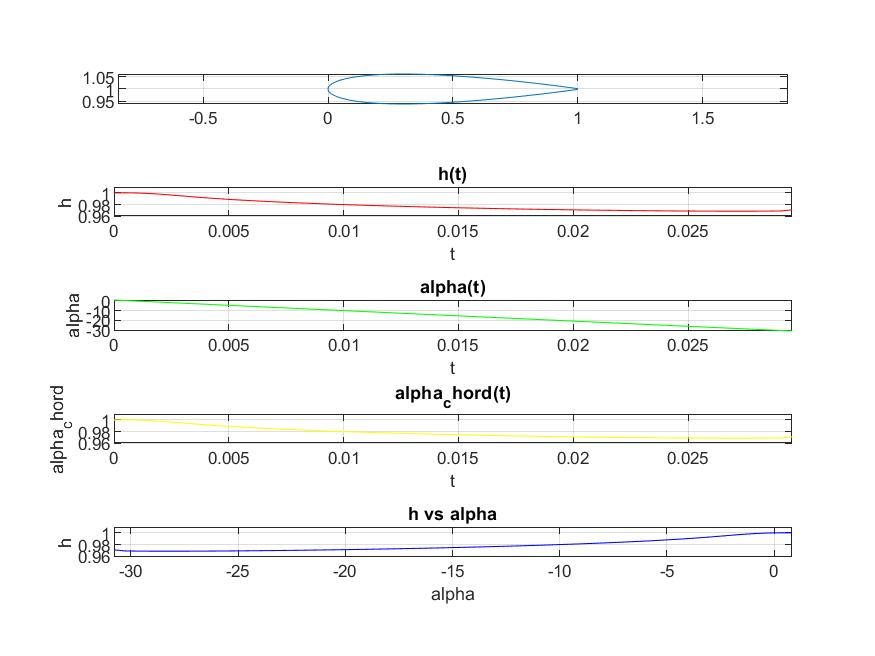 1.05
1
0.95
-0.5 0 0.5 1 1.5
h(t)
h
1
0.98
0.96
0 0.005 0.01 0.015 0.02 0.025
t
alpha(t)
alpha
0
-10
-20
-30
0 0.005 0.01 0.015 0.02 0.025
t
alpha_chord(t)
alpha_chord
1
0.98
0.96
0 0.005 0.01 0.015 0.02 0.025
t
h vs alpha
h
1
0.98
0.96
-30 -25 -20 -15 -10 -5 0
alpha